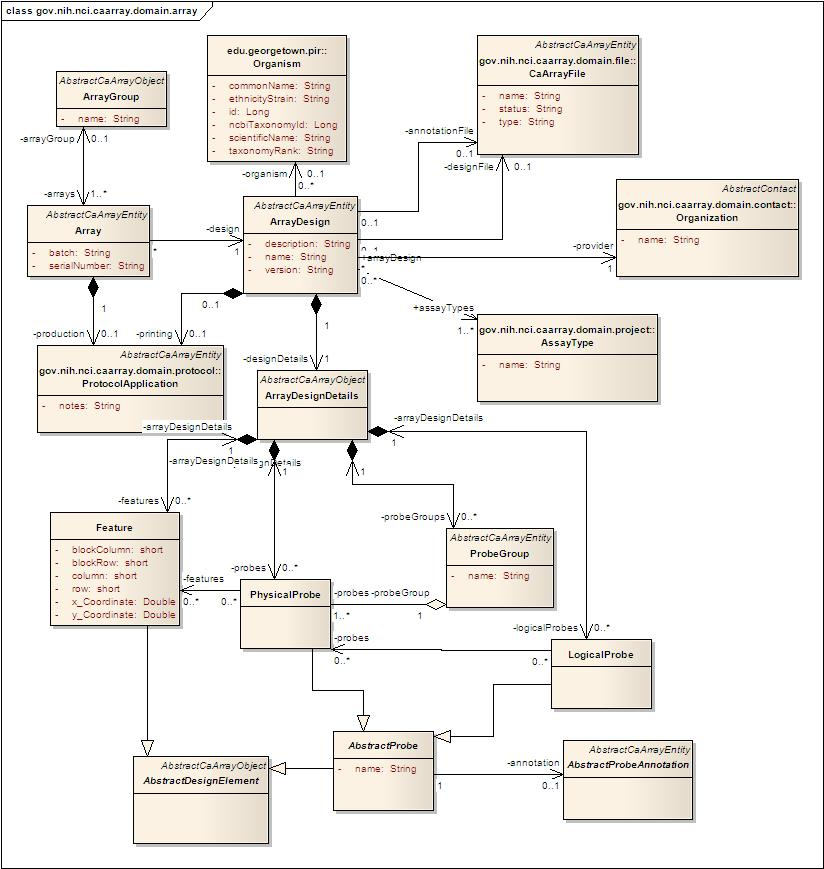 class gov.nih.nci.caarray.domain.array
AbstractCaArrayObject
ArrayGroup
- name: String
-arrayGroup
0..1
-arrays
1..*
edu.georgetown.pir::
Organism
- commonName: String
- ethnicityStrain: String
- id: Long
- ncbiTaxonomyId: Long
- scientificName: String
- taxonomyRank: String
-organism
0..1
0..*
AbstractCaArrayEntity
gov.nih.nci.caarray.domain.file::
CaArrayFile
- name: String
- status: String
- type: String
-annotationFile
0..1
-designFile
0..1
AbstractCaArrayEntity
Array
- batch: String
- serialNumber: String
*
-design
1
AbstractCaArrayEntity
ArrayDesign
- description: String
- name: String
- version: String
0..1
0..1
+arrayDesign
*
0..*
AbstractContact
gov.nih.nci.caarray.domain.contact::
Organization
- name: String
-provider
1
+assayTypes
1..*
gov.nih.nci.caarray.domain.project::
AssayType
- name: String
1
-production
0..1
0..1
-printing
0..1
AbstractCaArrayEntity
gov.nih.nci.caarray.domain.protocol::
ProtocolApplication
- notes: String
1
-designDetails
1
AbstractCaArrayObject
ArrayDesignDetails
-arrayDesignDetails
1
-arrayDesignDetails
1
-arrayDesignDetails
1
1
-features
0..*
-probes
0..*
-probeGroups
0..*
-logicalProbes
0..*
Feature
- blockColumn: short
- blockRow: short
- column: short
- row: short
- x_Coordinate: Double
- y_Coordinate: Double
-features
0..*
0..*
PhysicalProbe
-probes
1..*
-probeGroup
1
AbstractCaArrayEntity
ProbeGroup
- name: String
-probes
0..*
0..*
LogicalProbe
AbstractCaArrayObject
AbstractDesignElement
AbstractProbe
- name: String
1
-annotation
0..1
AbstractCaArrayEntity
AbstractProbeAnnotation